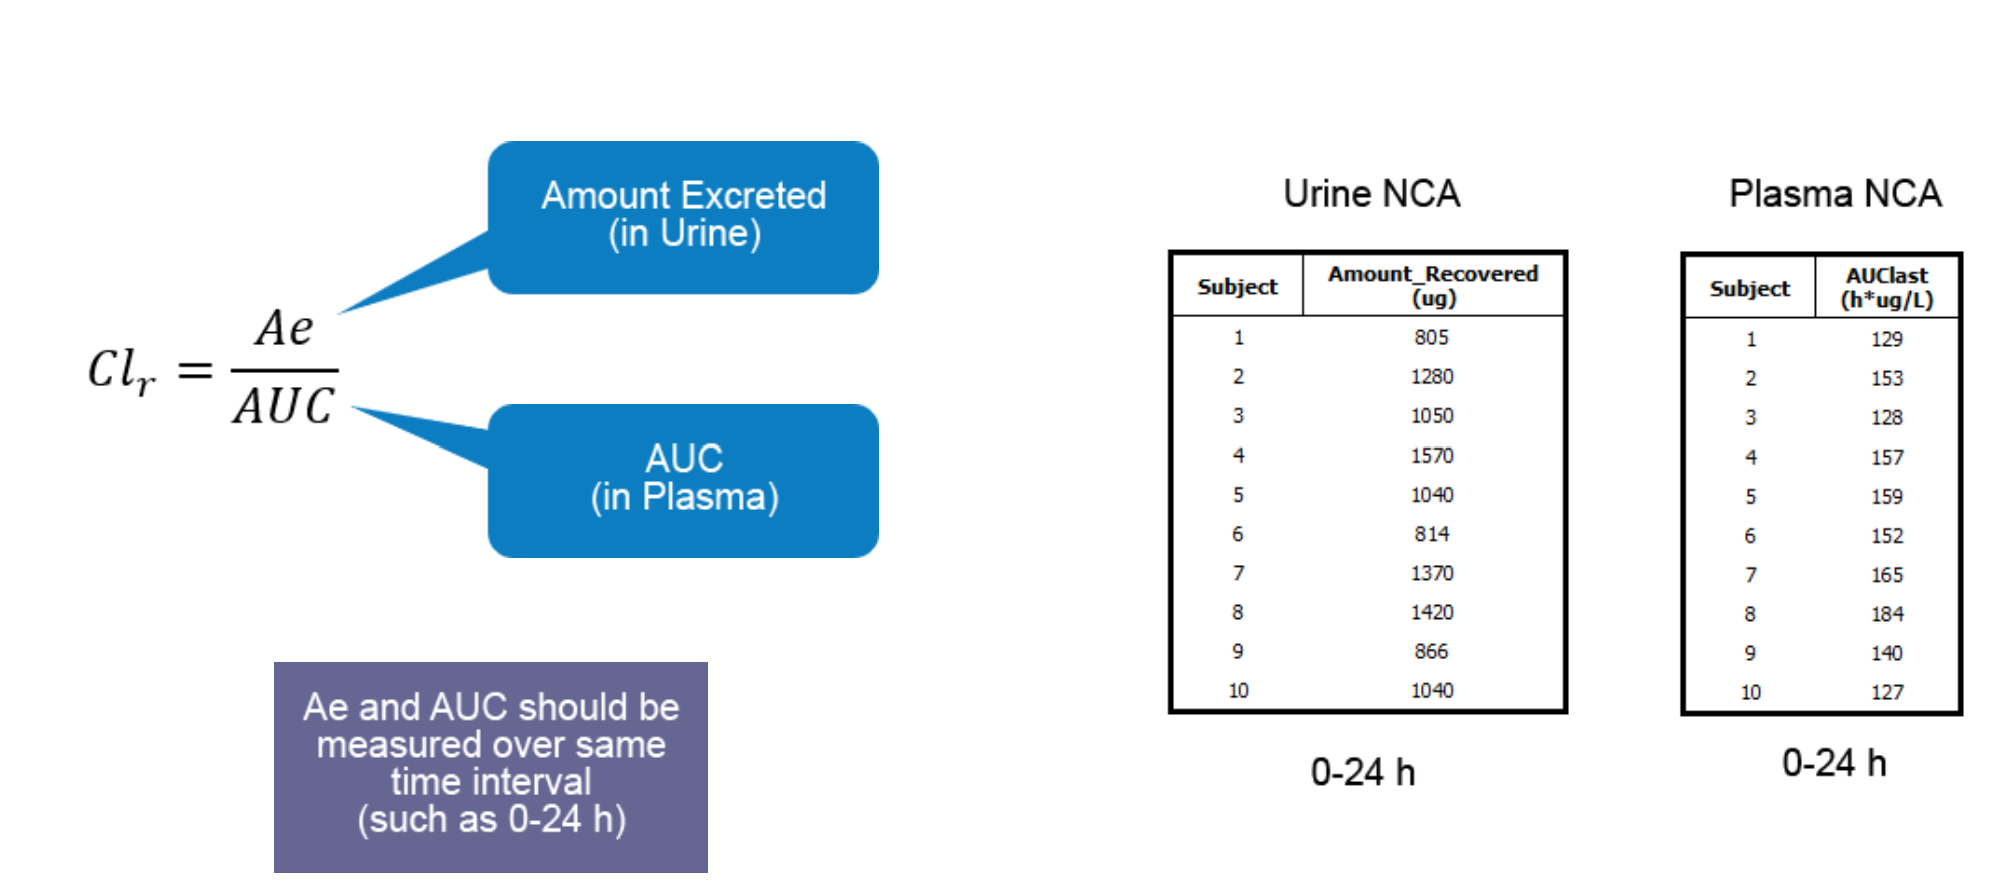 Amount Excreted
(in Urine)
Cl_r = Ae / AUC
AUC
(in Plasma)
Ae and AUC should be
measured over same
time interval
(such as 0-24 h)
Urine NCA
Subject Amount_Recovered
(ug)
1 805
2 1280
3 1050
4 1570
5 1040
6 814
7 1370
8 1420
9 866
10 1040
0-24 h
Plasma NCA
Subject AUClast
(h*ug/L)
1 129
2 153
3 128
4 157
5 159
6 152
7 165
8 184
9 140
10 127
0-24 h